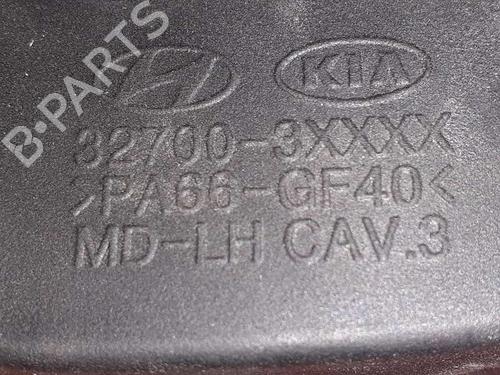 B-PARTS
KIA
32700-3XXXX
>PA66-GF40<
MD-LH CAV.3